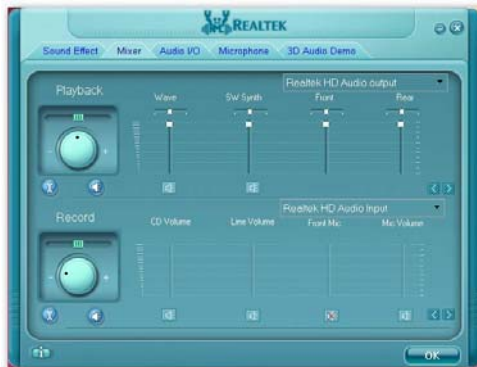 REALTEK
Sound Effect Mixer Audio I/O Microphone 3D Audio Demo
Realtek HD Audio output
Playback
Wave SW Synth Front Rear
Realtek HD Audio Input
Record
CD Volume Line Volume Front Mic Mic Volume
OK